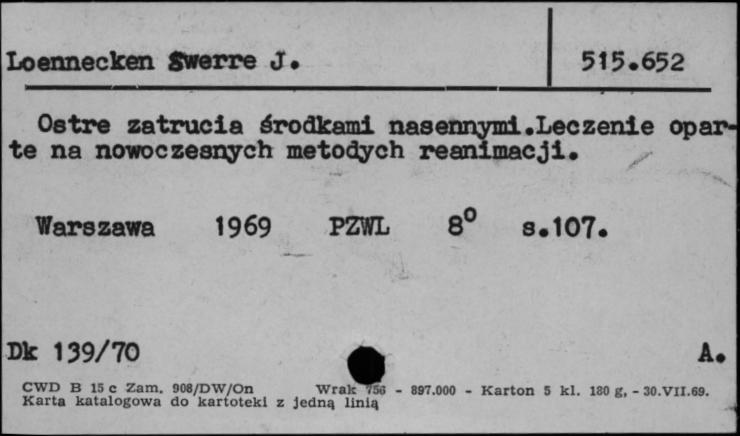 Loennecken Swerre J. 515.652
Ostre zatrucia środkami nasennymi.Leczenie opar-
te na nowoczesnych metodych reanimacji.
Warszawa 1969 PZWL 8° s.107.
Dk 139/70 A.
CWD B 15 c Zam. 908/DW/On Wrak 756 - 897.000 - Karton 5 kl. 180 g, - 30.VII.69.
Karta katalogowa do kartoteki z jedną linią